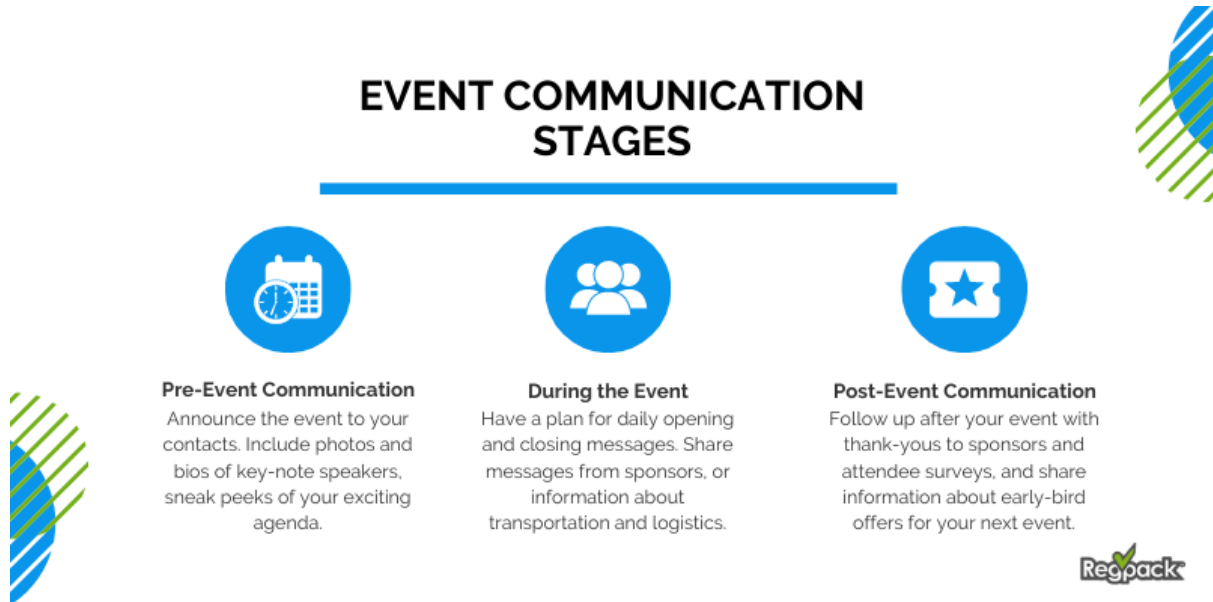 EVENT COMMUNICATION
STAGES
Pre-Event Communication
Announce the event to your
contacts. Include photos and
bios of key-note speakers,
sneak peeks of your exciting
agenda.
During the Event
Have a plan for daily opening
and closing messages. Share
messages from sponsors, or
information about
transportation and logistics.
Post-Event Communication
Follow up after your event with
thank-yous to sponsors and
attendee surveys, and share
information about early-bird
offers for your next event.
Regpack